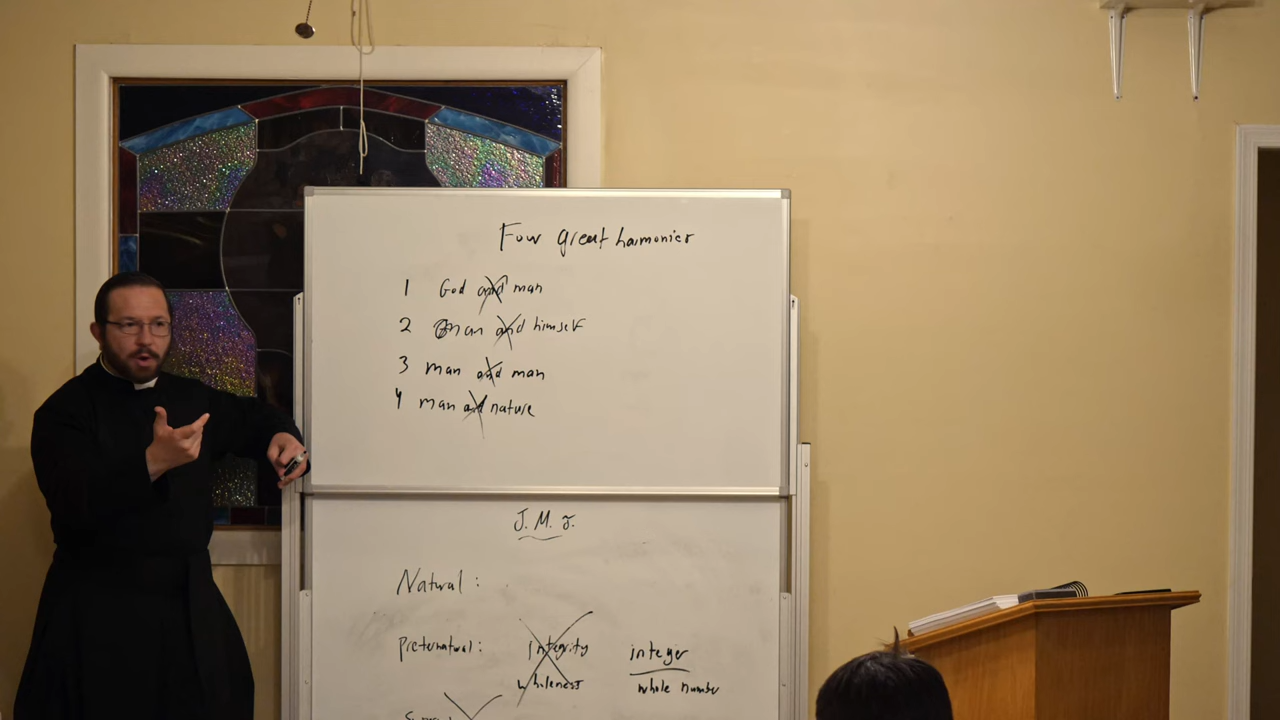 Four great harmonies
1 God and man
2 man and himself
3 man and man
4 man and nature
J. M. J.
Natural :
Preternatural : integrity integer
wholeness whole number